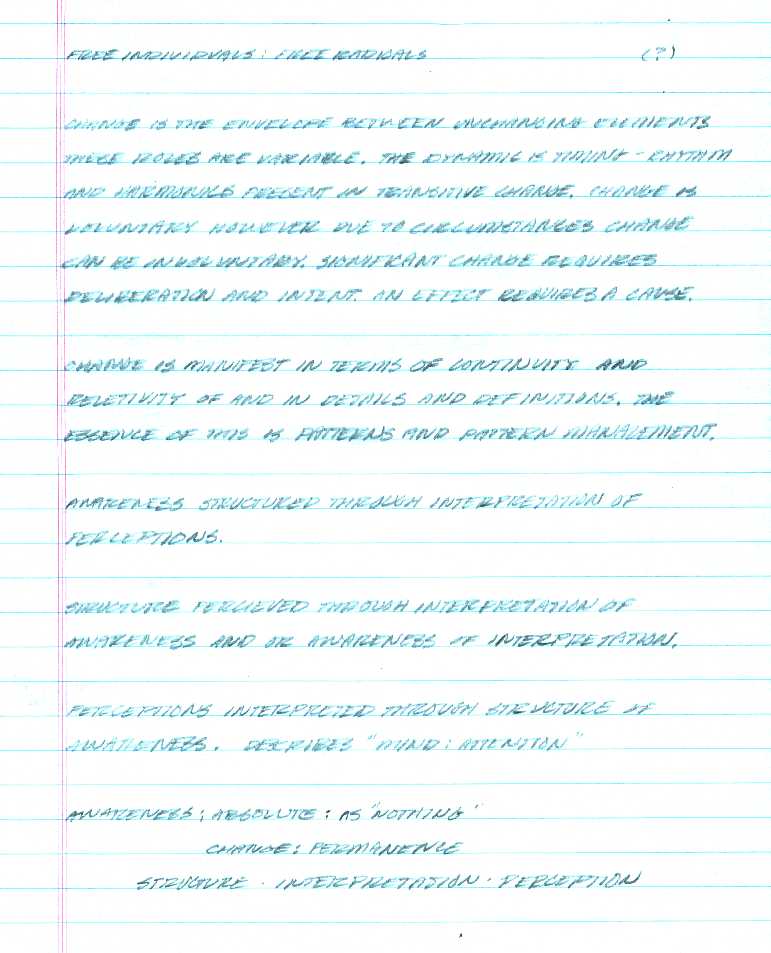 FREE INDIVIDUALS : FREE RADICALS (?)
CHANGE IS THE ENVELOPE BETWEEN UNCHANGING ELEMENTS
THESE ROLES ARE VARIABLE. THE DYNAMIC IS TIMING - RHYTHM
AND HARMONICS PRESENT IN TRANSITIVE CHANGE. CHANGE IS
VOLUNTARY HOWEVER DUE TO CIRCUMSTANCES CHANGE
CAN BE INVOLUNTARY. SIGNIFICANT CHANGE REQUIRES
DELIBERATION AND INTENT. AN EFFECT REQUIRES A CAUSE.
CHANGE IS MANIFEST IN TERMS OF CONTINUITY AND
RELETIVITY OF AND IN DETAILS AND DEFINITIONS. THE
ESSENCE OF THIS IS PATTERNS AND PATTERN MANAGEMENT.
AWARENESS STRUCTURED THROUGH INTERPRETATION OF
PERCEPTIONS.
STRUCTURE PERCIEVED THROUGH INTERPRETATION OF
AWARENESS AND OR AWARENESS OF INTERPRETATION.
PERCEPTIONS INTERPRETED THROUGH STRUCTURE OF
AWARENESS. DESCRIBES "MIND : ATTENTION"
AWARENESS ; ABSOLUTE : AS "NOTHING"
CHANGE : PERMANENCE
STRUCTURE · INTERPRETATION · PERCEPTION